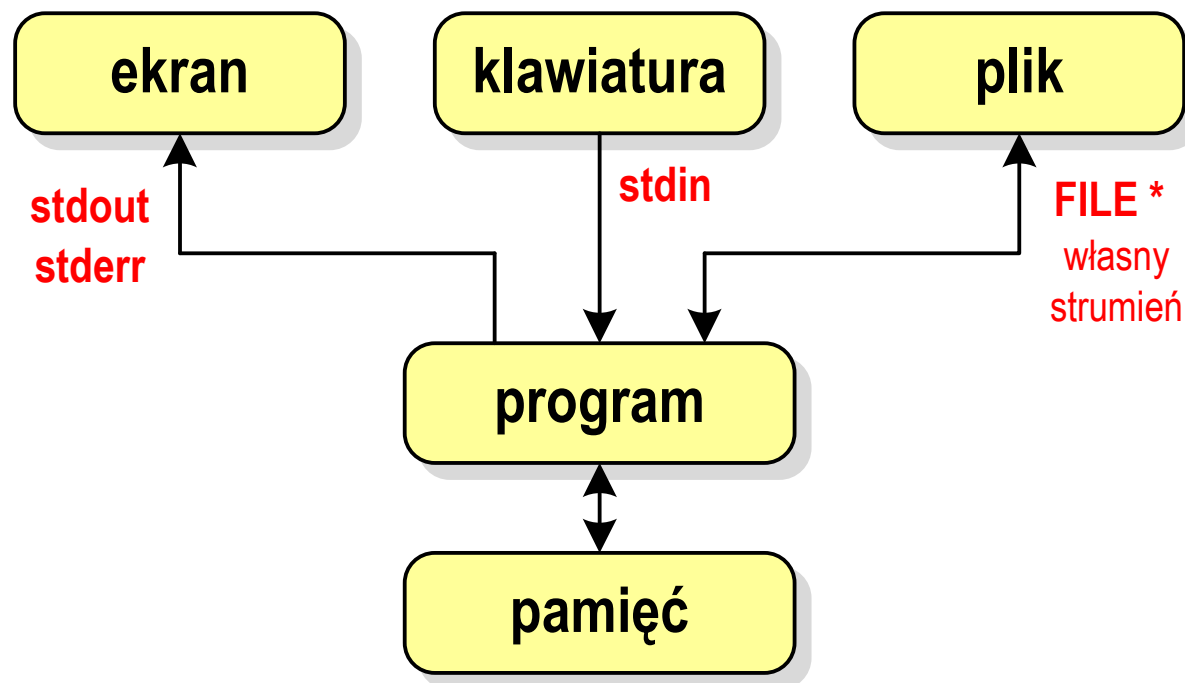 ekran
klawiatura
plik
stdout
stderr
stdin
FILE *
własny
strumień
program
pamięć